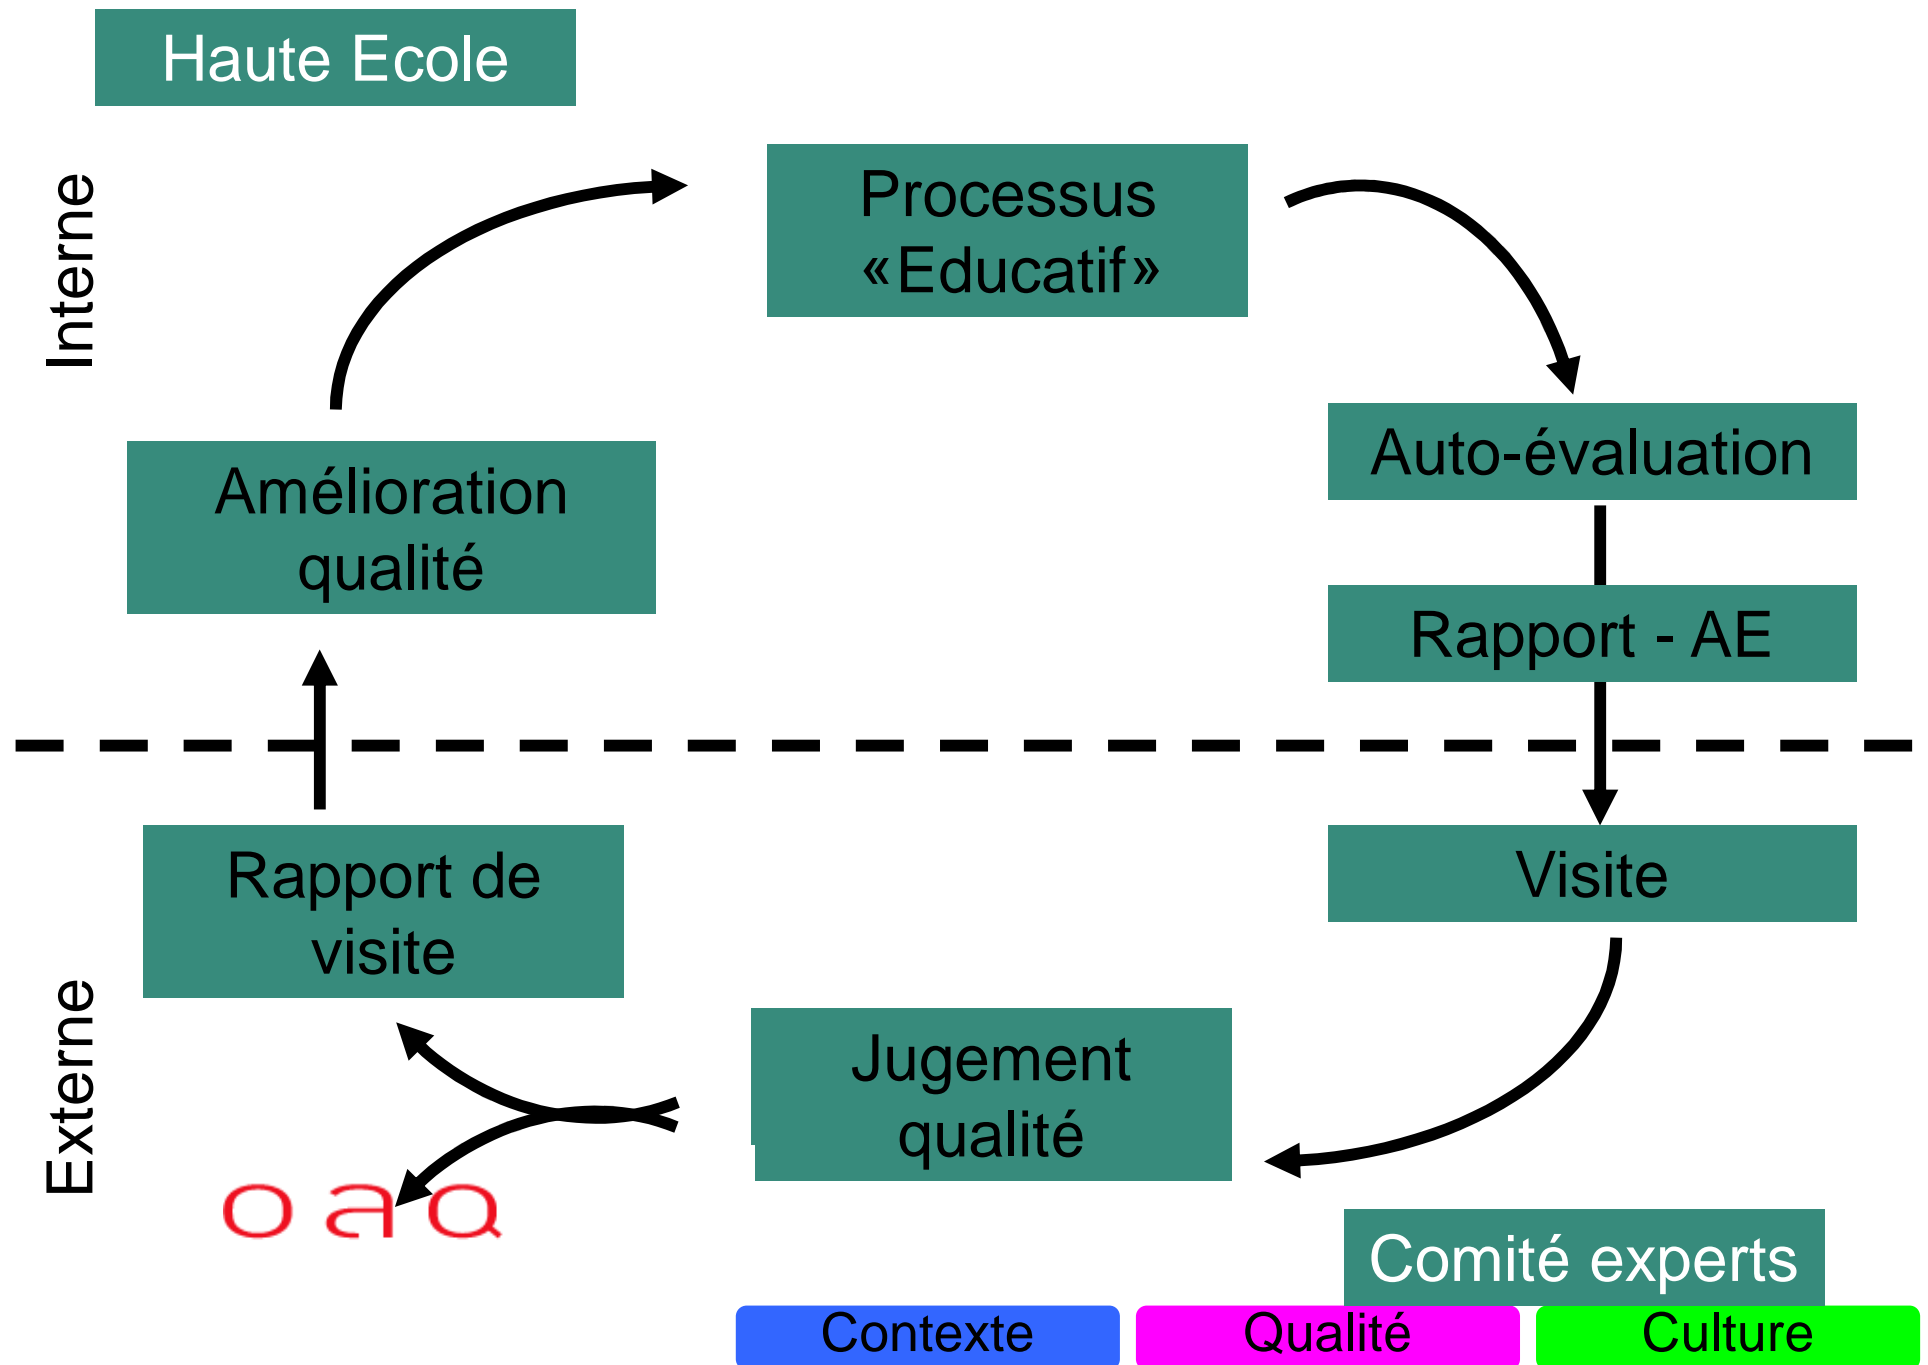 Haute Ecole
Interne
Processus
«Educatif»
Auto-évaluation
Amélioration
qualité
Rapport - AE
Rapport de
visite
Visite
Externe
Jugement
qualité
oaq
Comité experts
Contexte
Qualité
Culture